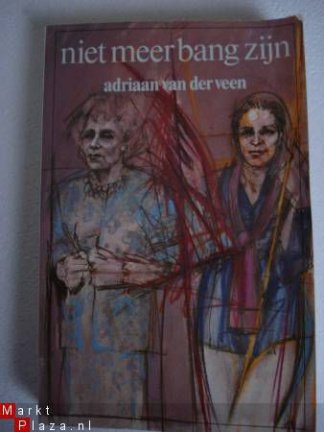 niet meer bang zijn
adriaan van der veen
Markt
Plaza.nl